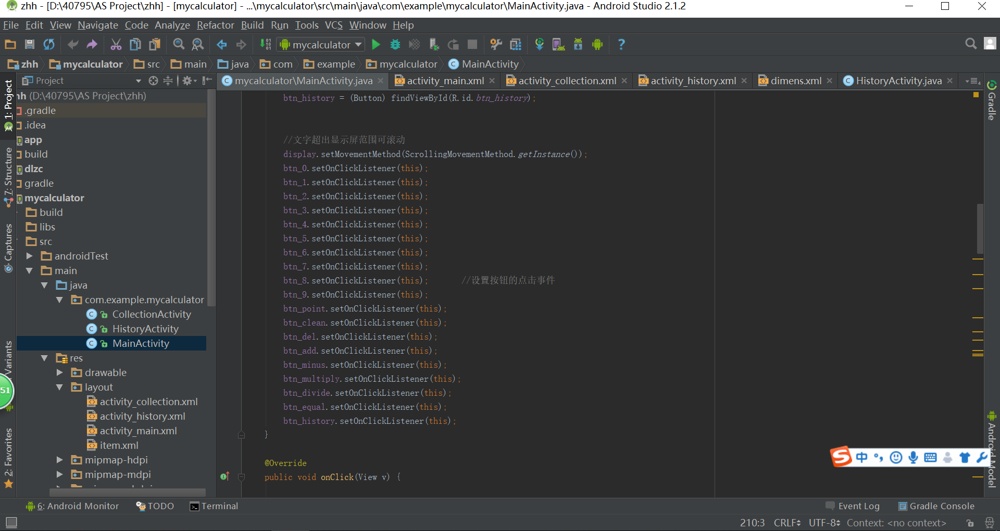 zhh - [D:\40795\AS Project\zhh] - [mycalculator] - ...\mycalculator\src\main\java\com\example\mycalculator\MainActivity.java - Android Studio 2.1.2
File Edit View Navigate Code Analyze Refactor Build Run Tools VCS Window Help
mycalculator
zhh mycalculator src main java com example mycalculator MainActivity
Project
mycalculator\MainActivity.java activity_main.xml activity_collection.xml activity_history.xml dimens.xml HistoryActivity.java
1: Project
7: Structure
Captures
Variants
51
2: Favorites
hh (D:\40795\AS Project\zhh)
.gradle
.idea
app
build
dlzc
gradle
mycalculator
build
libs
src
androidTest
main
java
com.example.mycalculator
CollectionActivity
HistoryActivity
MainActivity
res
drawable
layout
activity_collection.xml
activity_history.xml
activity_main.xml
item.xml
mipmap-hdpi
mipmap-mdpi
btn_history = (Button) findViewById(R.id.btn_history);
//文字超出显示屏范围可滚动
display.setMovementMethod(ScrollingMovementMethod.getInstance());
btn_0.setOnClickListener(this);
btn_1.setOnClickListener(this);
btn_2.setOnClickListener(this);
btn_3.setOnClickListener(this);
btn_4.setOnClickListener(this);
btn_5.setOnClickListener(this);
btn_6.setOnClickListener(this);
btn_7.setOnClickListener(this);
btn_8.setOnClickListener(this); //设置按钮的点击事件
btn_9.setOnClickListener(this);
btn_point.setOnClickListener(this);
btn_clean.setOnClickListener(this);
btn_del.setOnClickListener(this);
btn_add.setOnClickListener(this);
btn_minus.setOnClickListener(this);
btn_multiply.setOnClickListener(this);
btn_divide.setOnClickListener(this);
btn_equal.setOnClickListener(this);
btn_history.setOnClickListener(this);
}
@Override
public void onClick(View v) {
Gradle
Android Model
中
6: Android Monitor TODO Terminal Event Log Gradle Console
210:3 CRLF UTF-8 Context: <no context>